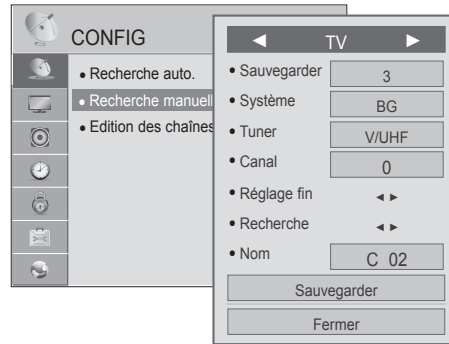 CONFIG
• Recherche auto.
• Recherche manuell
• Edition des chaînes
◄ TV ►
• Sauvegarder 3
• Système BG
• Tuner V/UHF
• Canal 0
• Réglage fin ◄ ►
• Recherche ◄ ►
• Nom C 02
Sauvegarder
Fermer